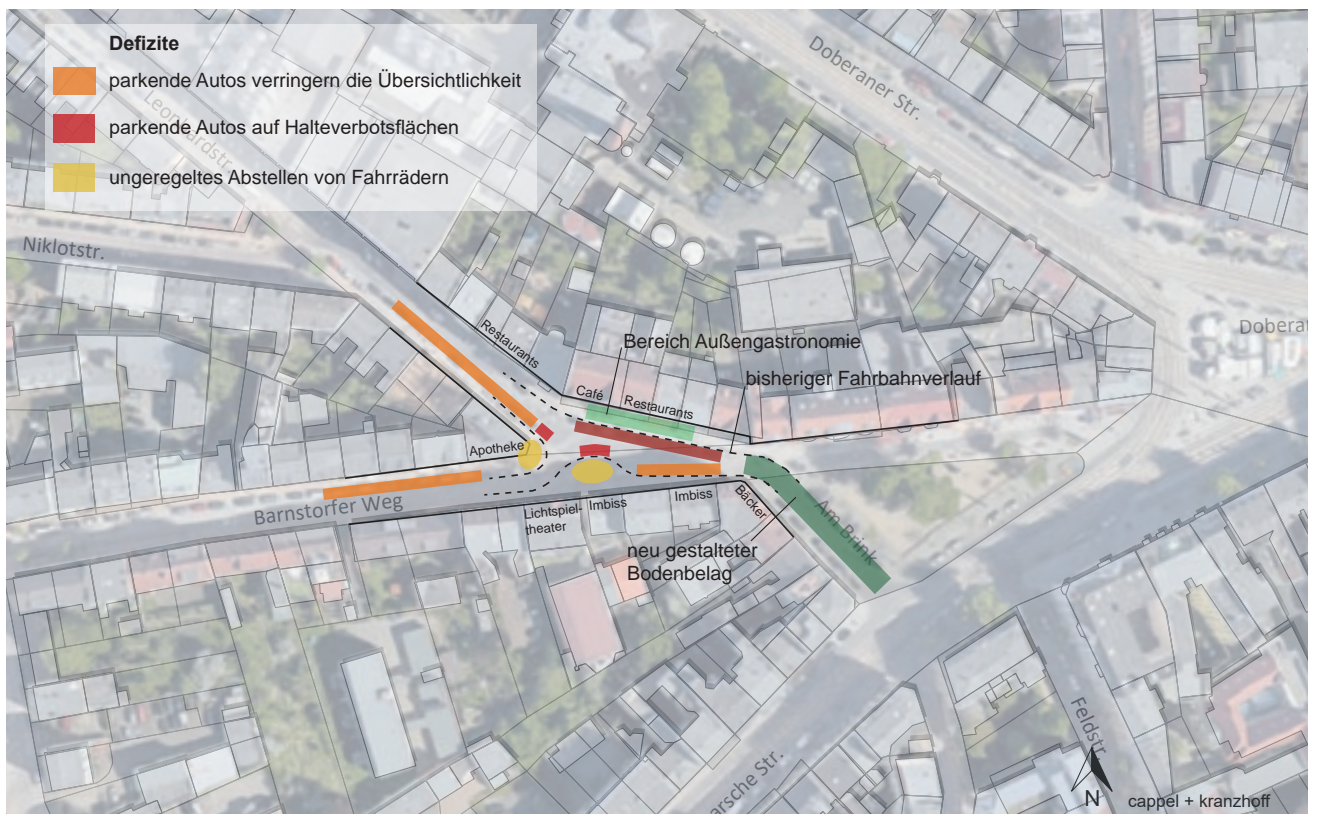 Defizite
parkende Autos verringern die Übersichtlichkeit
parkende Autos auf Halteverbotsflächen
ungeregeltes Abstellen von Fahrrädern
Leonhardstr.
Doberaner Str.
Niklotstr.
Restaurants
Bereich Außengastronomie
bisheriger Fahrbahnverlauf
Café
Restaurants
Apotheke
Barnstorfer Weg
Lichtspiel-
theater
Imbiss
Imbiss
Bäcker
Am Brink
neu gestalteter
Bodenbelag
Feldstr.
N
cappel + kranzhoff